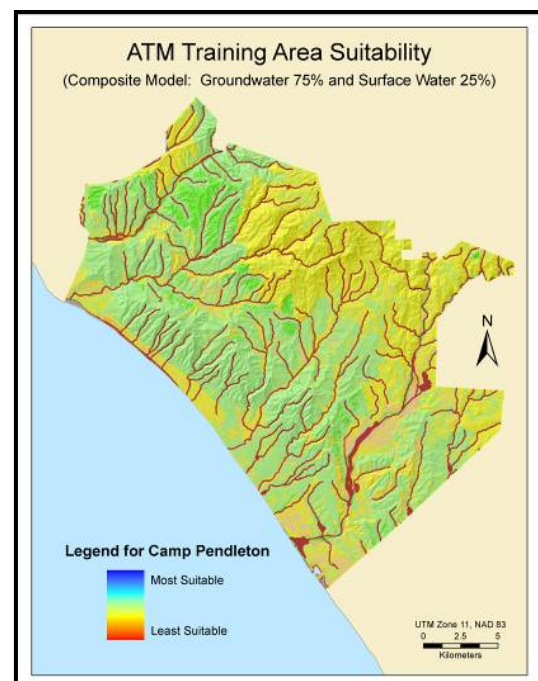 ATM Training Area Suitability
(Composite Model:  Groundwater 75% and Surface Water 25%)
N
Legend for Camp Pendleton
Most Suitable
Least Suitable
UTM Zone 11, NAD 83
0 2.5 5
Kilometers